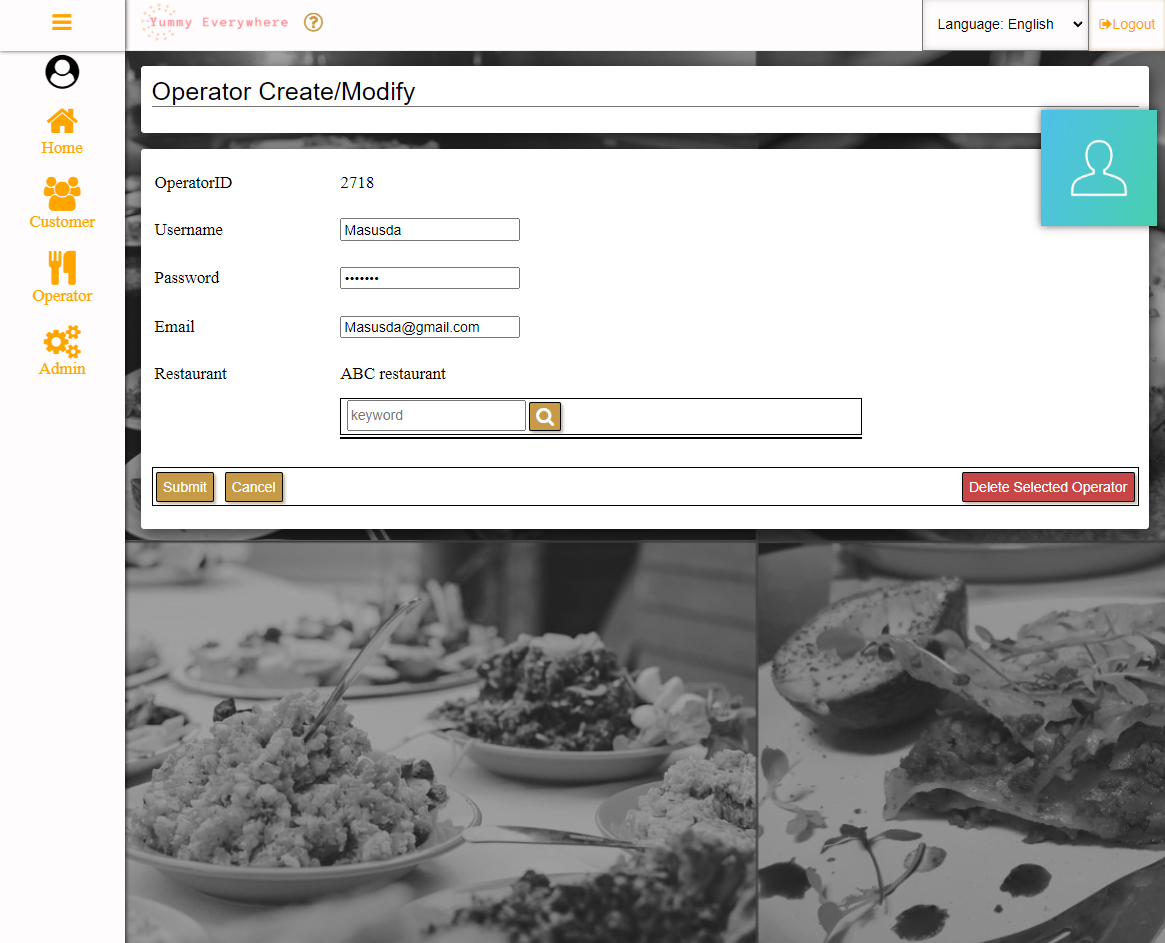 Yummy Everywhere
?
Language: English
Logout
Home
Customer
Operator
Admin
Operator Create/Modify
OperatorID 2718
Username Masusda
Password •••••••
Email Masusda@gmail.com
Restaurant ABC restaurant
keyword
Submit Cancel Delete Selected Operator